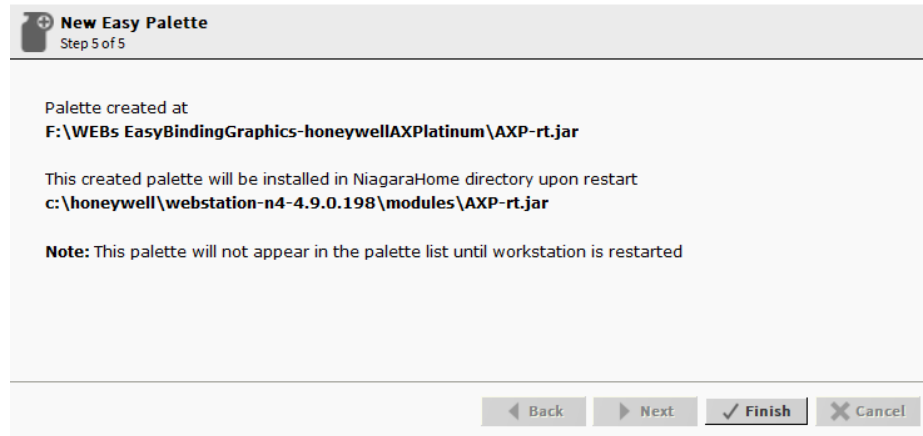 New Easy Palette
Step 5 of 5
Palette created at
F:\WEBs EasyBindingGraphics-honeywellAXPlatinum\AXP-rt.jar
This created palette will be installed in NiagaraHome directory upon restart
c:\honeywell\webstation-n4-4.9.0.198\modules\AXP-rt.jar
Note: This palette will not appear in the palette list until workstation is restarted
Back Next Finish Cancel